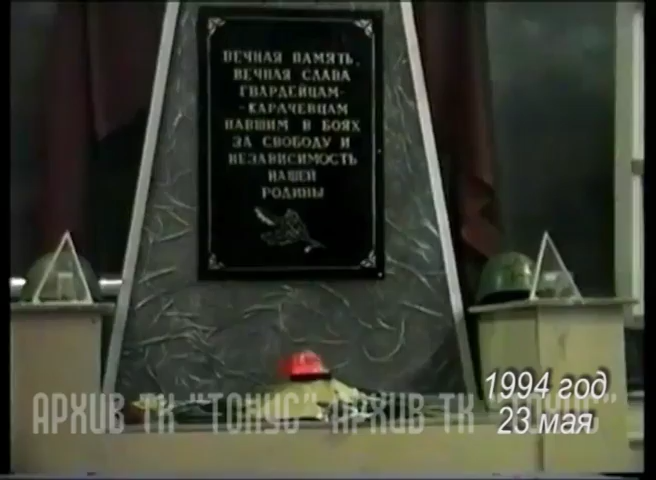 ВЕЧНАЯ ПАМЯТЬ,
ВЕЧНАЯ СЛАВА
ГВАРДЕЙЦАМ-
-КАРАЧЕВЦАМ
ПАВШИМ В БОЯХ
ЗА СВОБОДУ И
НЕЗАВИСИМОСТЬ
НАШЕЙ
РОДИНЫ
1994 год
23 мая
АРХИВ ТК "ТОНУС" АРХИВ ТК "ТОНУС"